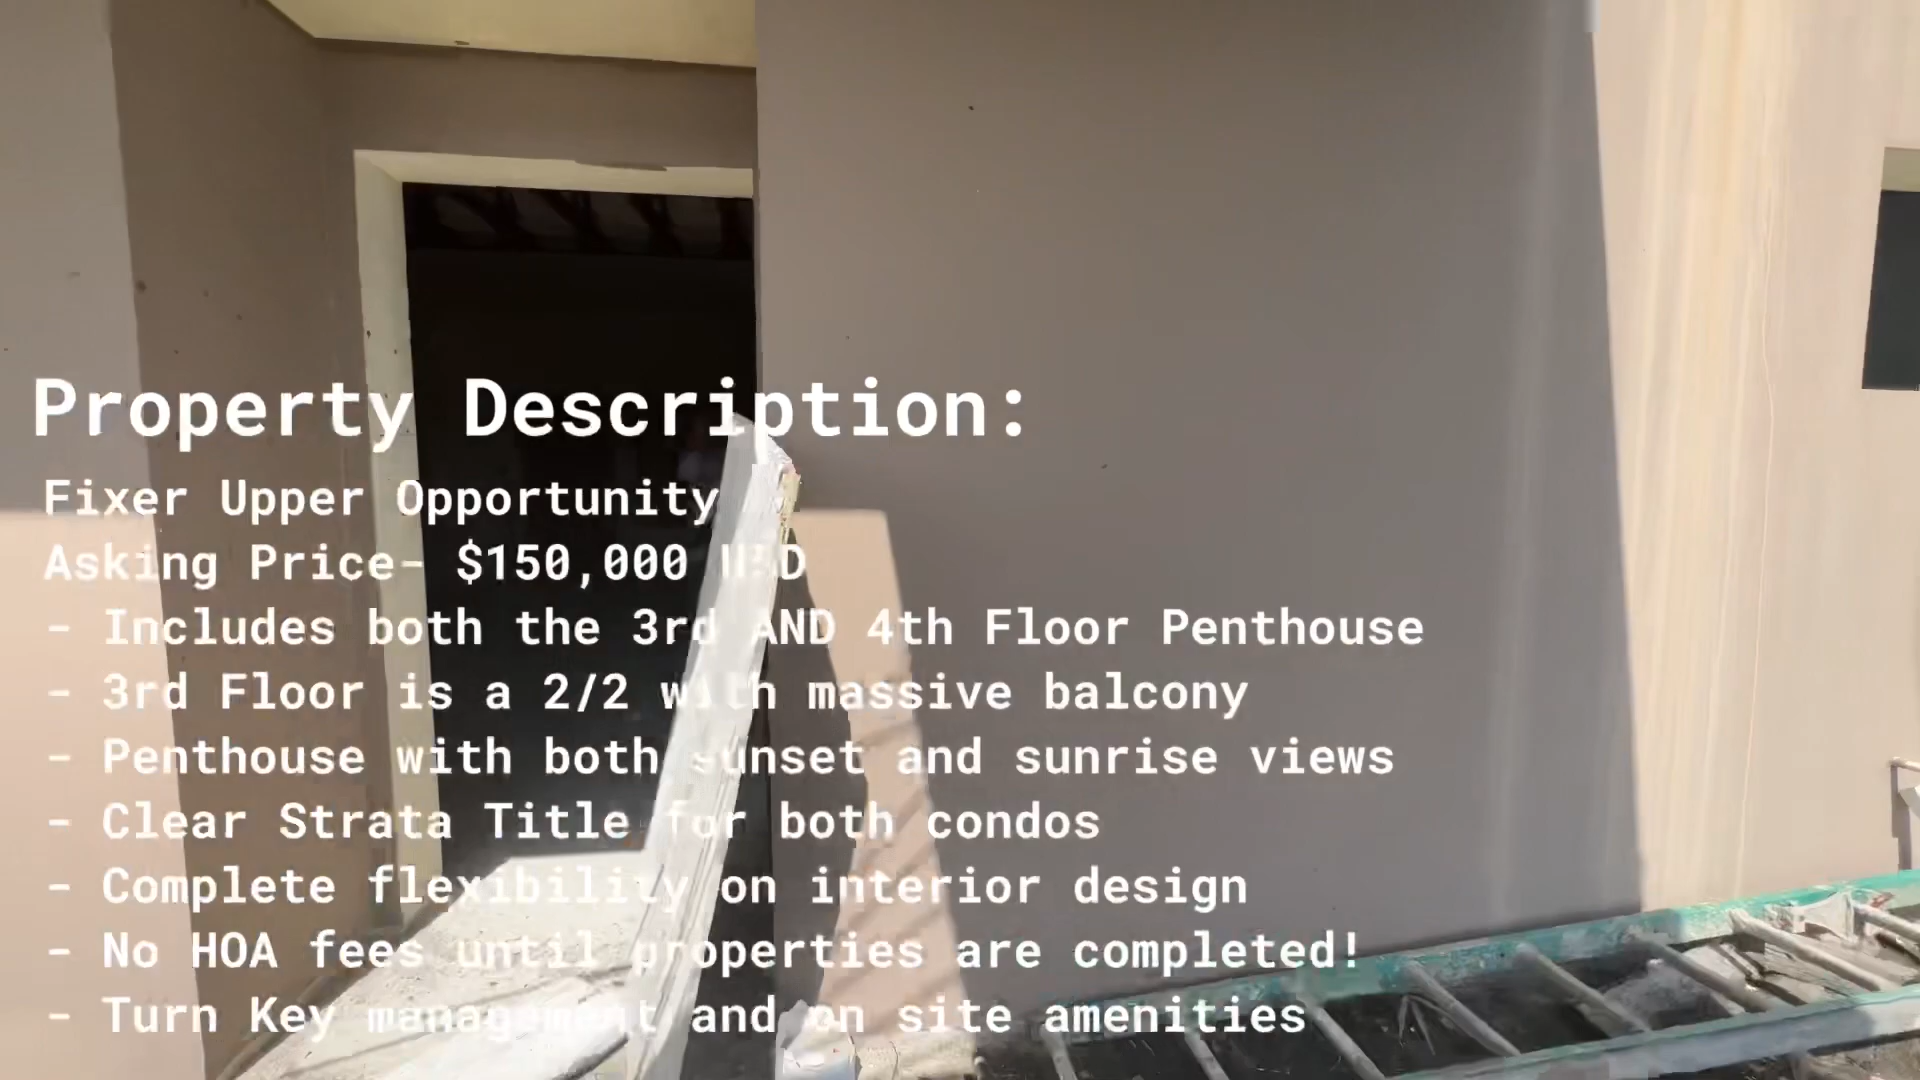 Property Description:
Fixer Upper Opportunity
Asking Price- $150,000 USD
- Includes both the 3rd AND 4th Floor Penthouse
- 3rd Floor is a 2/2 with massive balcony
- Penthouse with both sunset and sunrise views
- Clear Strata Title for both condos
- Complete flexibility on interior design
- No HOA fees until properties are completed!
- Turn Key management and on site amenities